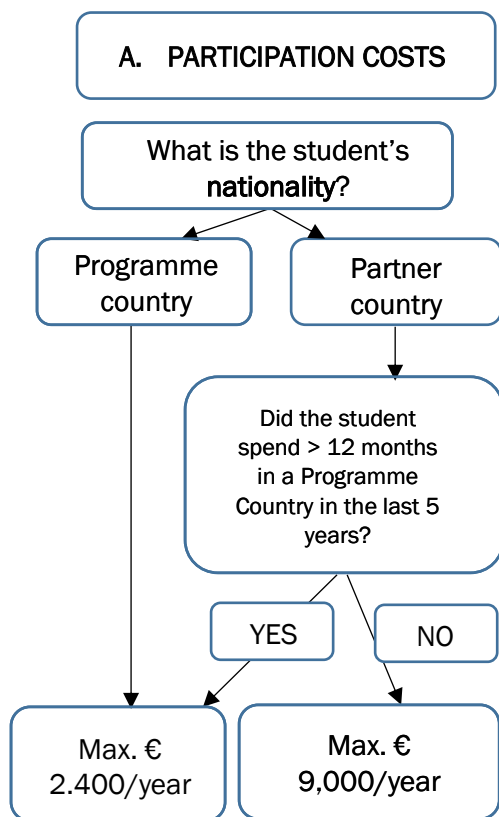 A. PARTICIPATION COSTS
What is the student's
nationality?
Programme
country
Partner
country
Did the student
spend > 12 months
in a Programme
Country in the last 5
years?
YES
NO
Max. €
2.400/year
Max. €
9,000/year